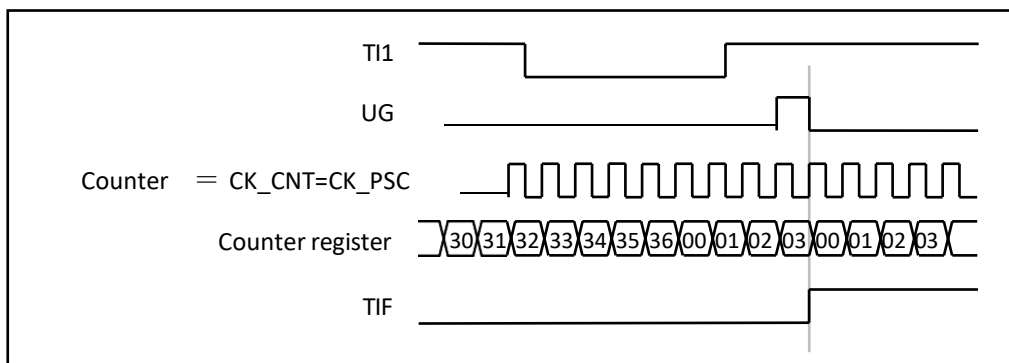 TI1
UG
Counter = CK_CNT=CK_PSC
Counter register 30 31 32 33 34 35 36 00 01 02 03 00 01 02 03
TIF